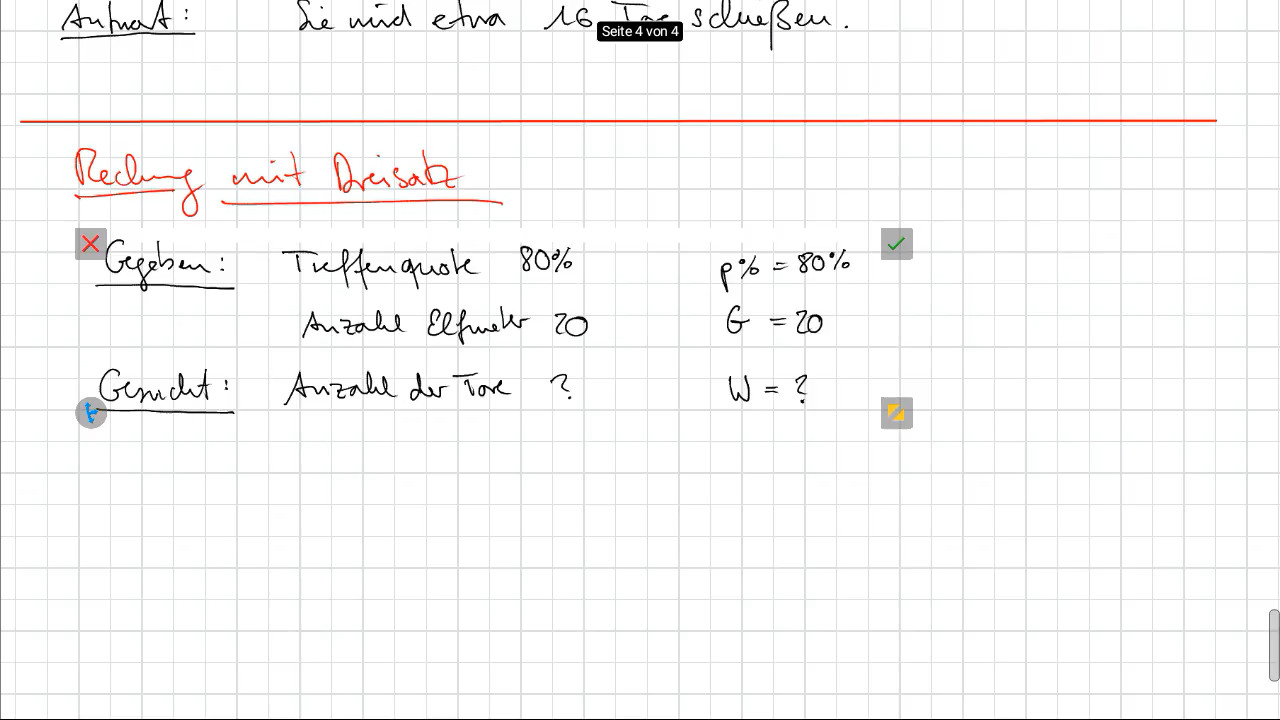 Antwort: Sie wird etwa 16 Tore schießen.
Seite 4 von 4
Rechnung mit Dreisatz
Gegeben: Treffenquote 80% p% = 80%
Anzahl Elfmeter 20 G = 20
Gesucht: Anzahl der Tore ? W = ?